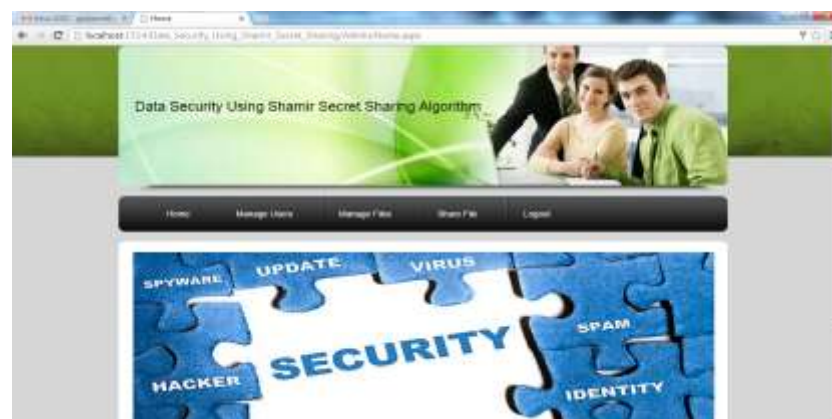 Home
localhost
Data Security Using Shamir Secret Sharing Algorithm
Home Manage Users Manage Files Share File Logout
SPYWARE UPDATE VIRUS
SECURITY SPAM
HACKER IDENTITY